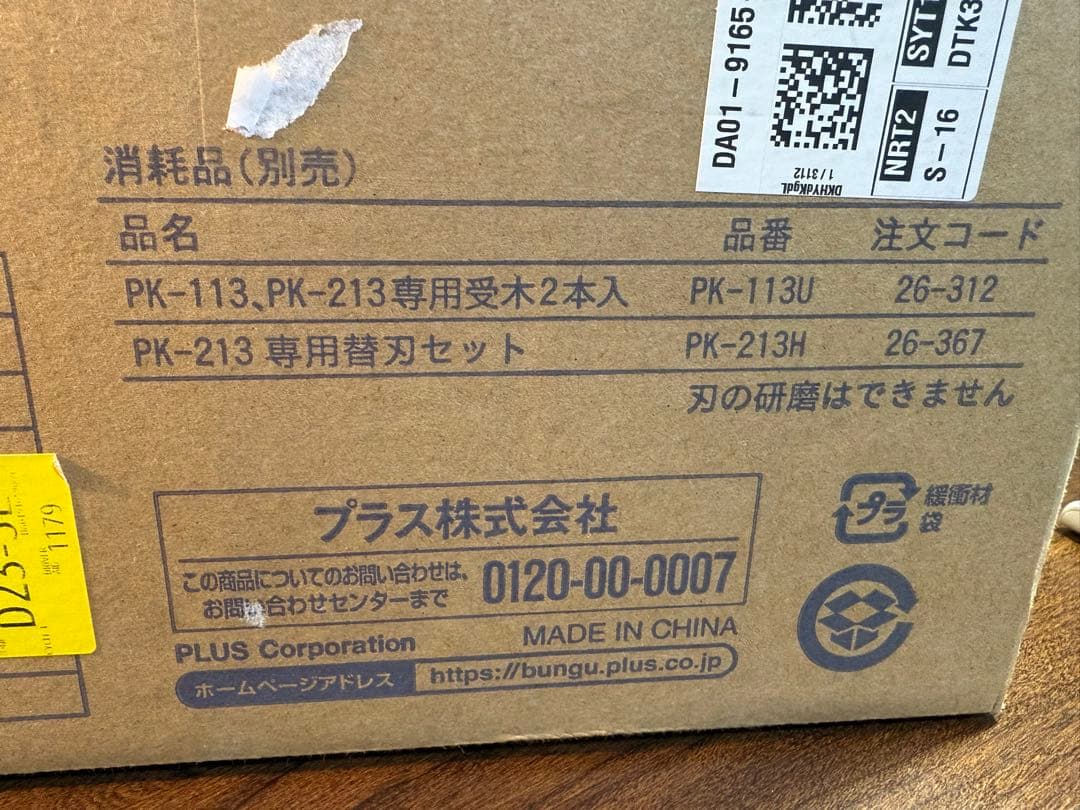 DA01-9165-
SYT
DTK3
NRT2
S-16
DKHYdKgdL
1/3112
消耗品(別売)
品名 品番 注文コード
PK-113、PK-213専用受木2本入 PK-113U 26-312
PK-213 専用替刃セット PK-213H 26-367
刃の研磨はできません
プラス株式会社
この商品についてのお問い合わせは、
お問い合わせセンターまで
0120-00-0007
PLUS Corporation
MADE IN CHINA
ホームページアドレス https://bungu.plus.co.jp
プラ
緩衝材
袋
1179